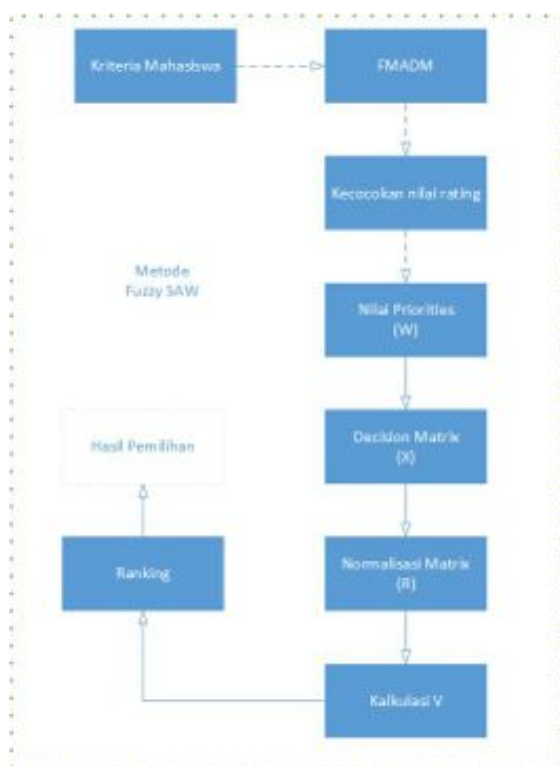 Kriteria Mahasiswa
FMADM
Kecocokan nilai rating
Metode
Fuzzy SAW
Nilai Priorities
(W)
Hasil Pemilihan
Decision Matrix
(X)
Ranking
Normalisasi Matrix
(R)
Kalkulasi V